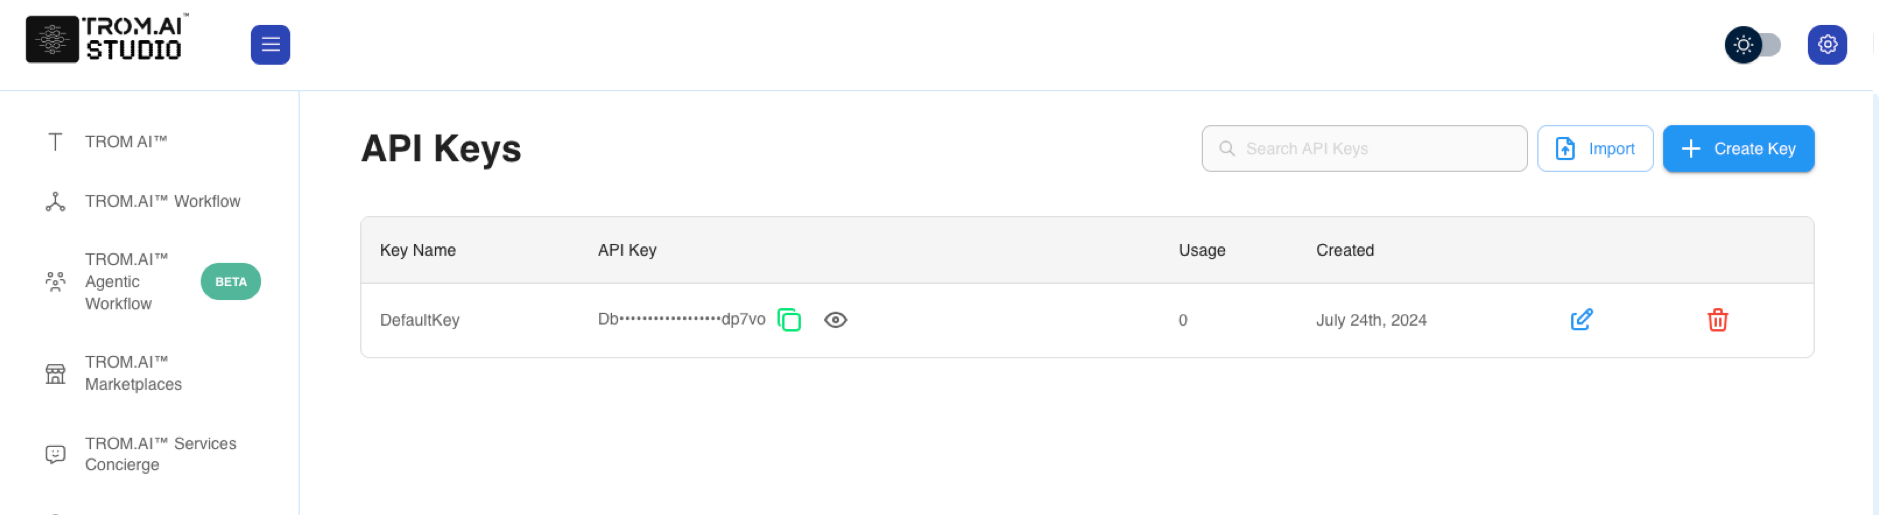 TROM.AI™
STUDIO
TROM AI™
TROM.AI™ Workflow
TROM.AI™
Agentic
Workflow
BETA
TROM.AI™
Marketplaces
TROM.AI™ Services
Concierge
API Keys
Search API Keys
Import
Create Key
Key Name API Key Usage Created
DefaultKey Db••••••••••••••••••dp7vo 0 July 24th, 2024